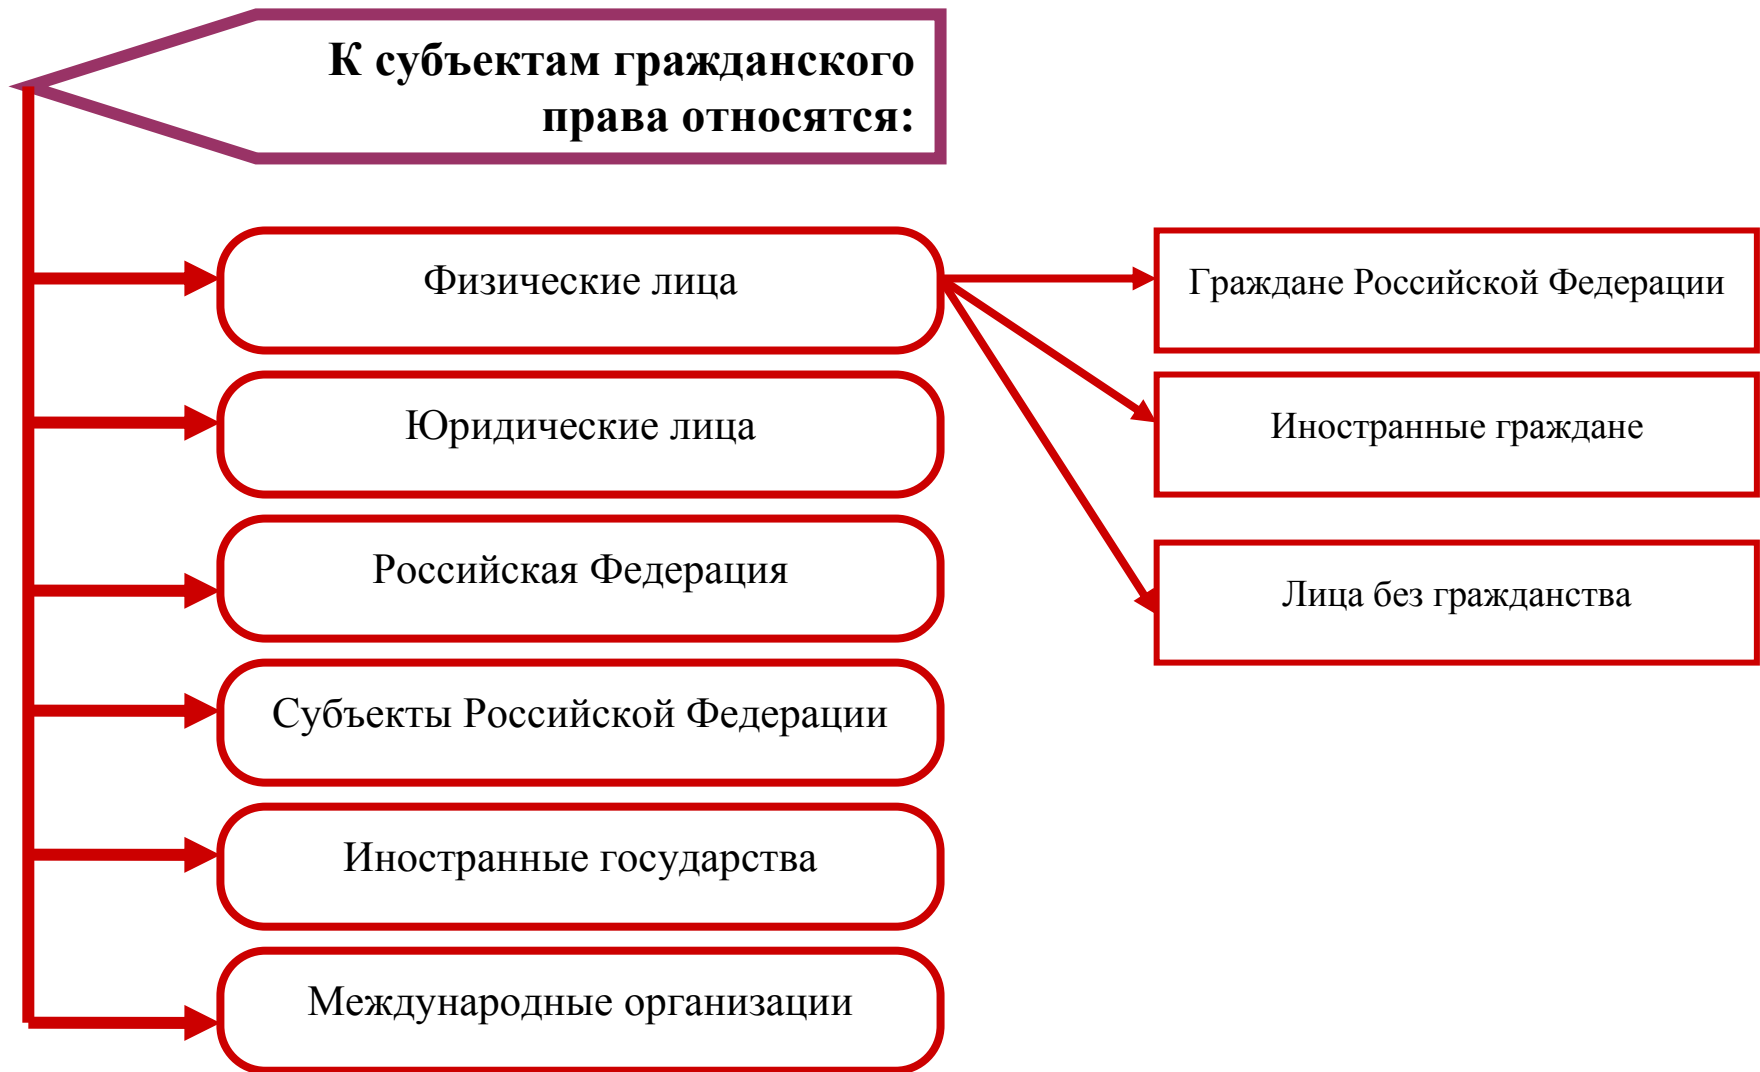 К субъектам гражданского
права относятся:
Физические лица
Граждане Российской Федерации
Юридические лица
Иностранные граждане
Российская Федерация
Лица без гражданства
Субъекты Российской Федерации
Иностранные государства
Международные организации